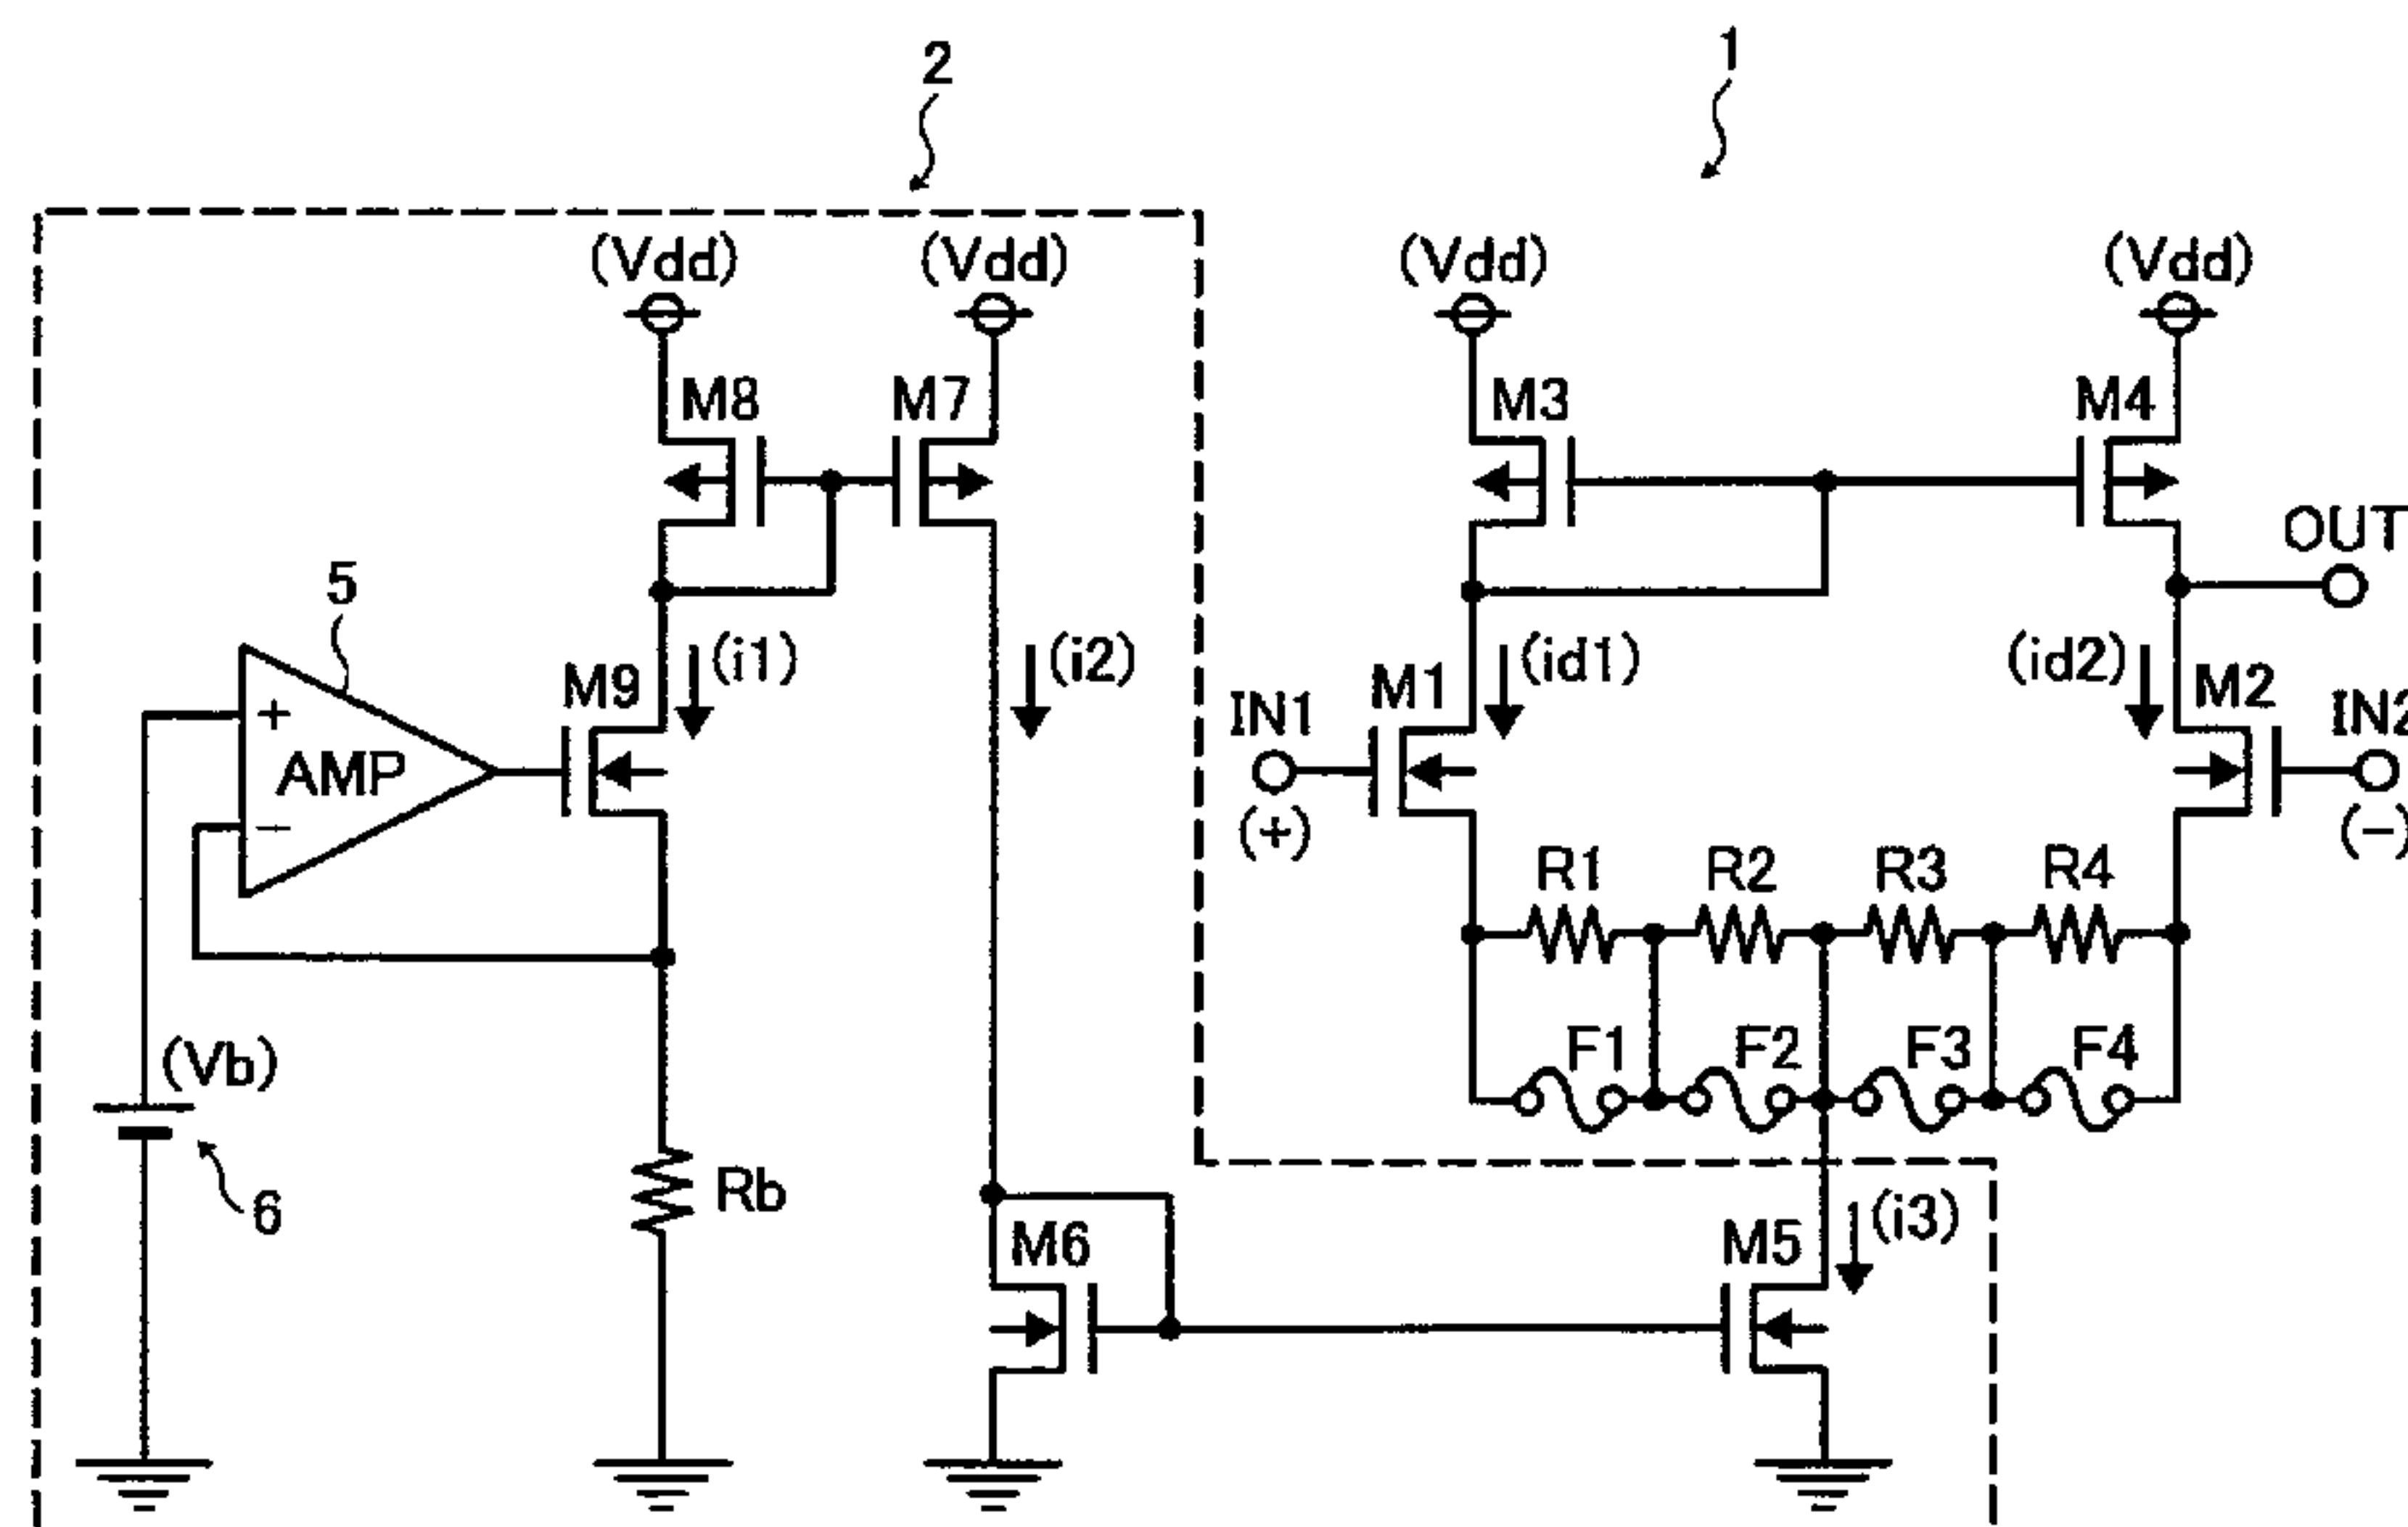 2
1
(Vdd)
(Vdd)
(Vdd)
(Vdd)
M8
M7
M3
M4
OUT
5
(i1)
(i2)
(id1)
(id2)
M9
M1
M2
IN1
IN2
+
AMP
−
(+)
(−)
R1
R2
R3
R4
(Vb)
F1
F2
F3
F4
6
Rb
M6
M5
(i3)